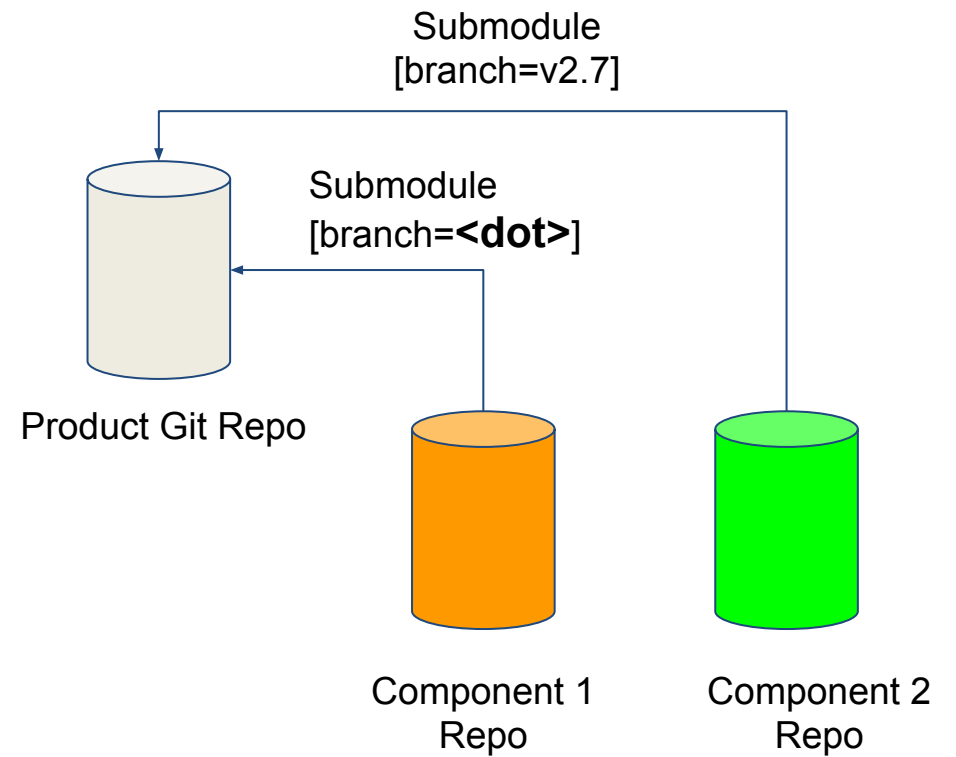 Submodule
[branch=v2.7]
Submodule
[branch=<dot>]
Product Git Repo
Component 1
Repo
Component 2
Repo